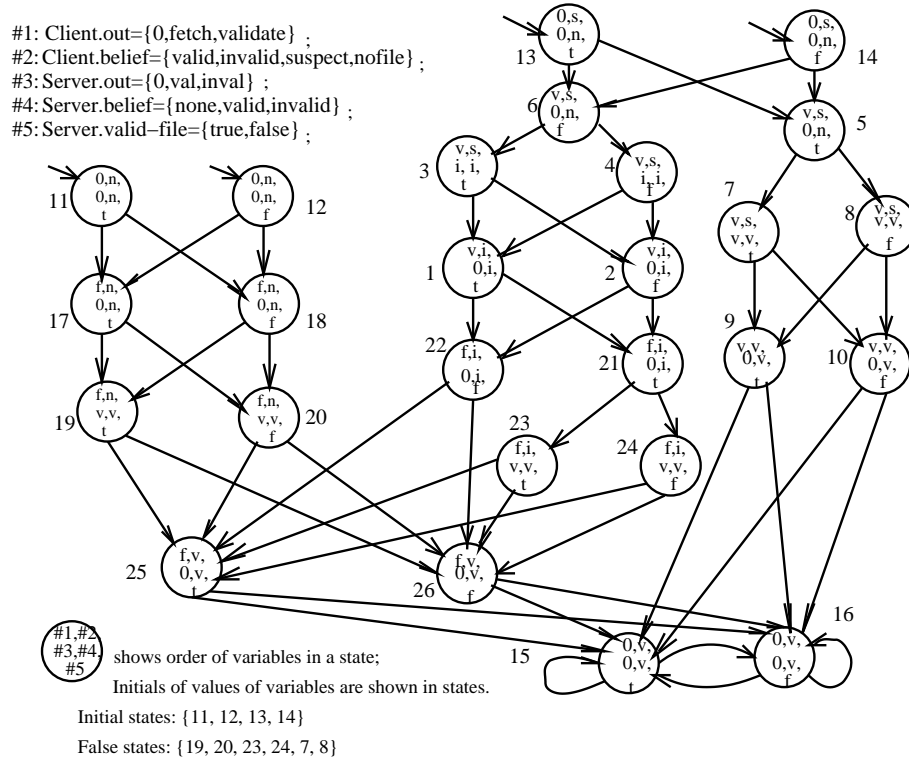 #1: Client.out={0,fetch,validate} ;
#2: Client.belief={valid,invalid,suspect,nofile} ;
#3: Server.out={0,val,inval} ;
#4: Server.belief={none,valid,invalid} ;
#5: Server.valid−file={true,false} ;
0,s,
0,n,
t
13
0,s,
0,n,
f
14
6
v,s,
0,n,
f
v,s,
0,n,
t
5
3
v,s,
i, i,
t
4
v,s,
i, i,
f
11
0,n,
0,n,
t
0,n,
0,n,
f
12
7
v,s,
v,v,
t
8
v,s,
v,v,
f
1
v,i,
0,i,
t
2
v,i,
0,i,
f
17
f,n,
0,n,
t
f,n,
0,n,
f
18
22
f,i,
0,i,
f
21
f,i,
0,i,
t
9
v,v,
0,v,
t
10
v,v,
0,v,
f
19
f,n,
v,v,
t
f,n,
v,v,
f
20
23
f,i,
v,v,
t
24
f,i,
v,v,
f
25
f,v,
0,v,
t
26
f,v,
0,v,
f
15
0,v,
0,v,
t
16
0,v,
0,v,
f
#1,#2,
#3,#4,
#5
shows order of variables in a state;
Initials of values of variables are shown in states.
Initial states: {11, 12, 13, 14}
False states: {19, 20, 23, 24, 7, 8}